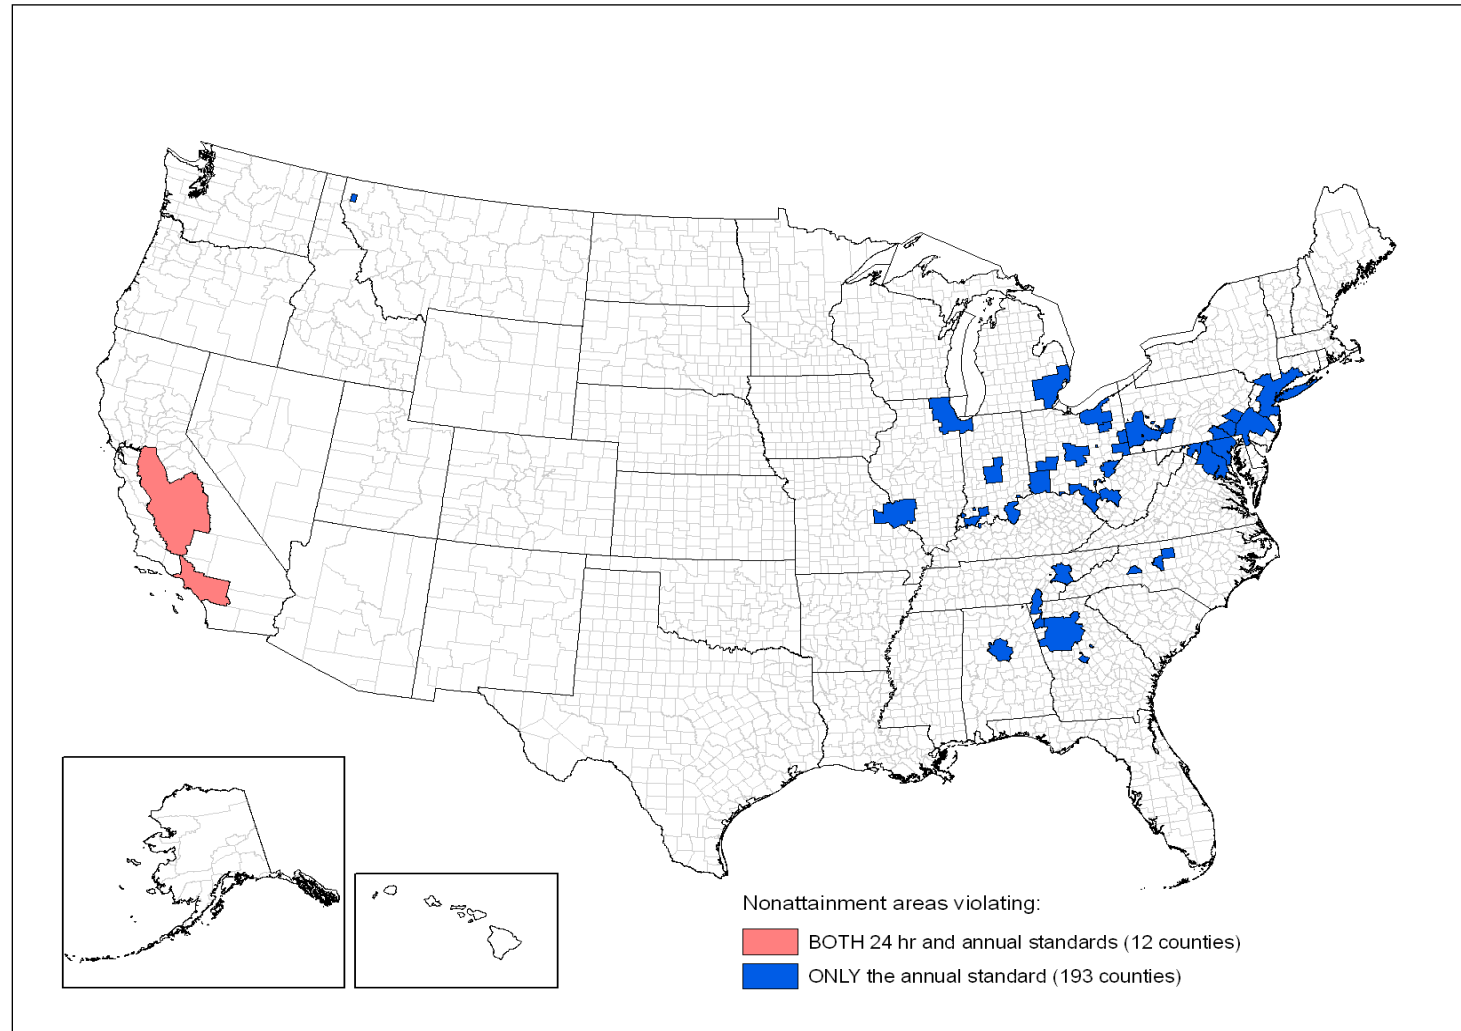 Nonattainment areas violating:
BOTH 24 hr and annual standards (12 counties)
ONLY the annual standard (193 counties)